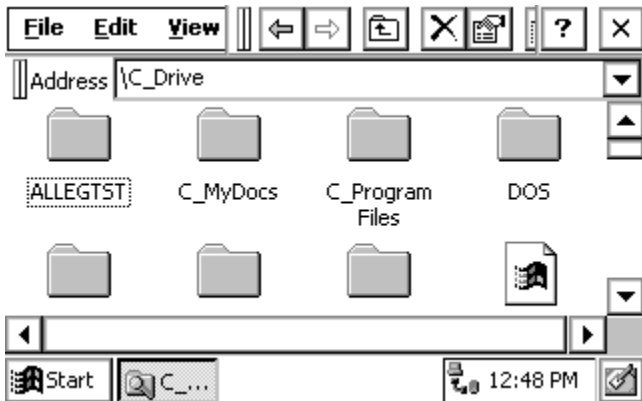 File Edit View ?
Address \C_Drive
ALLEGTST C_MyDocs C_Program Files DOS
Start C_... 12:48 PM